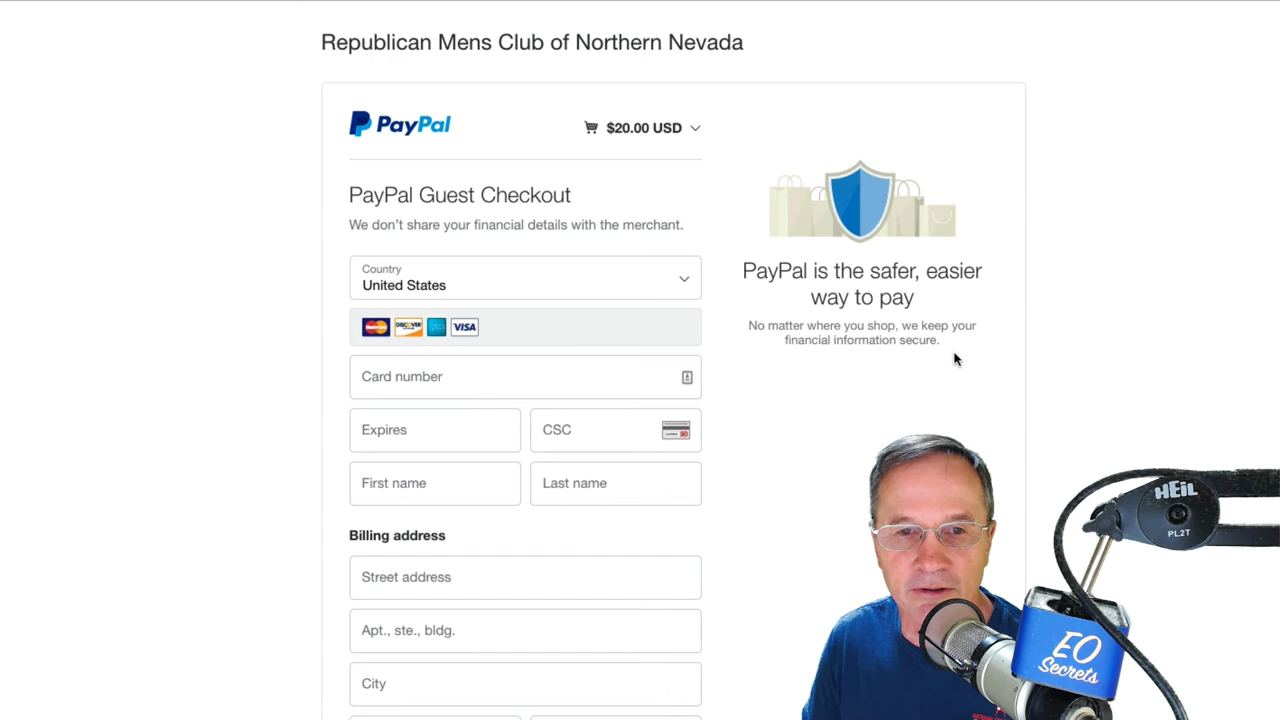 Republican Mens Club of Northern Nevada
PayPal
$20.00 USD
PayPal Guest Checkout
We don't share your financial details with the merchant.
Country
United States
MasterCard DISCOVER VISA
Card number
Expires
CSC
First name
Last name
Billing address
Street address
Apt., ste., bldg.
City
PayPal is the safer, easier
way to pay
No matter where you shop, we keep your
financial information secure.
HEiL
PL2T
EO
Secrets